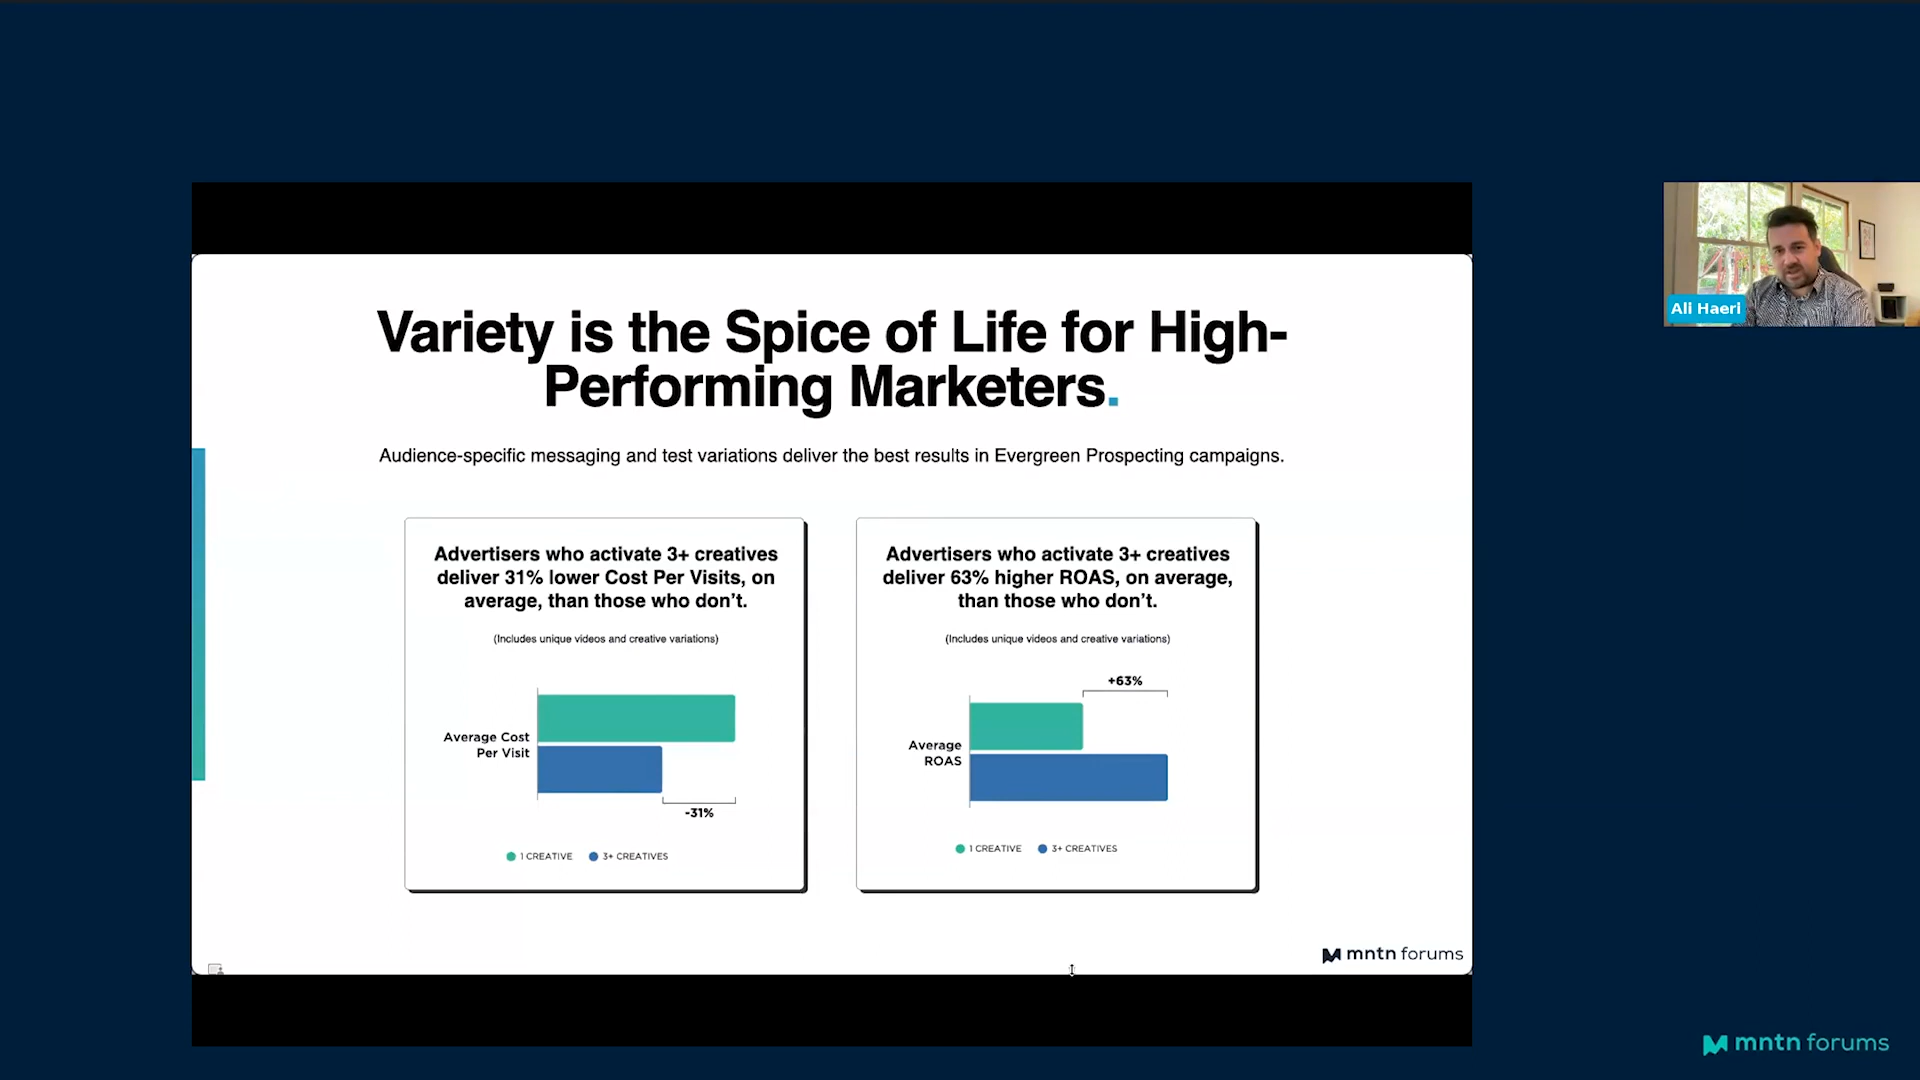 Variety is the Spice of Life for High-
Performing Marketers.
Audience-specific messaging and test variations deliver the best results in Evergreen Prospecting campaigns.
Advertisers who activate 3+ creatives
deliver 31% lower Cost Per Visits, on
average, than those who don't.
(Includes unique videos and creative variations)
Average Cost
Per Visit
-31%
1 CREATIVE
3+ CREATIVES
Advertisers who activate 3+ creatives
deliver 63% higher ROAS, on average,
than those who don't.
(Includes unique videos and creative variations)
+63%
Average
ROAS
1 CREATIVE
3+ CREATIVES
mntn forums
Ali Haeri
mntn forums